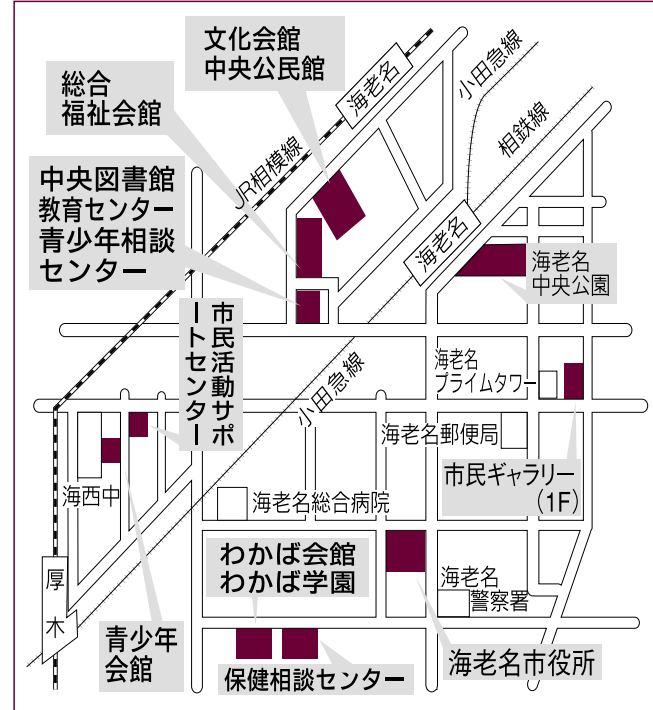 文化会館
中央公民館
総合
福祉会館
海老名
小田急線
相鉄線
JR相模線
中央図書館
教育センター
青少年相談
センター
海老名
海老名
中央公園
市民活動サポ
ートセンター
小田急線
海老名
プライムタワー
海老名郵便局
市民ギャラリー
(1F)
海西中
海老名総合病院
わかば会館
わかば学園
海老名
警察署
厚木
青少年
会館
保健相談センター
海老名市役所